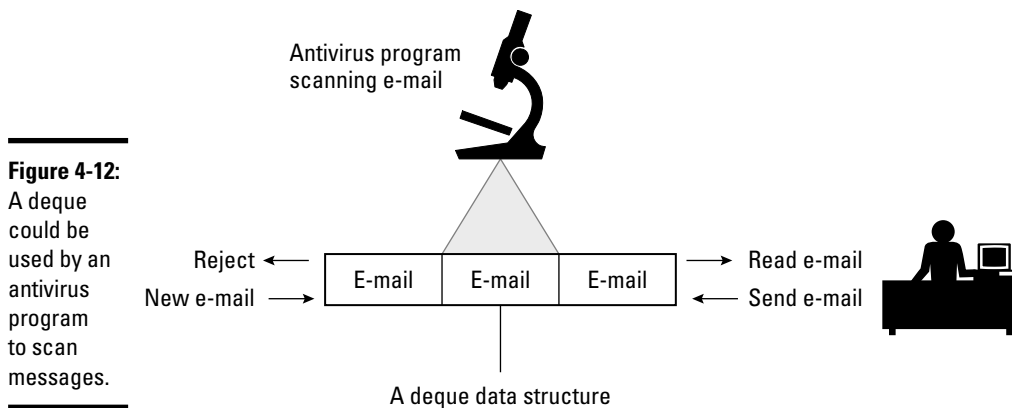 Antivirus program
scanning e-mail
Figure 4-12:
A deque
could be
used by an
antivirus
program
to scan
messages.
Reject
New e-mail
E-mail
E-mail
E-mail
Read e-mail
Send e-mail
A deque data structure